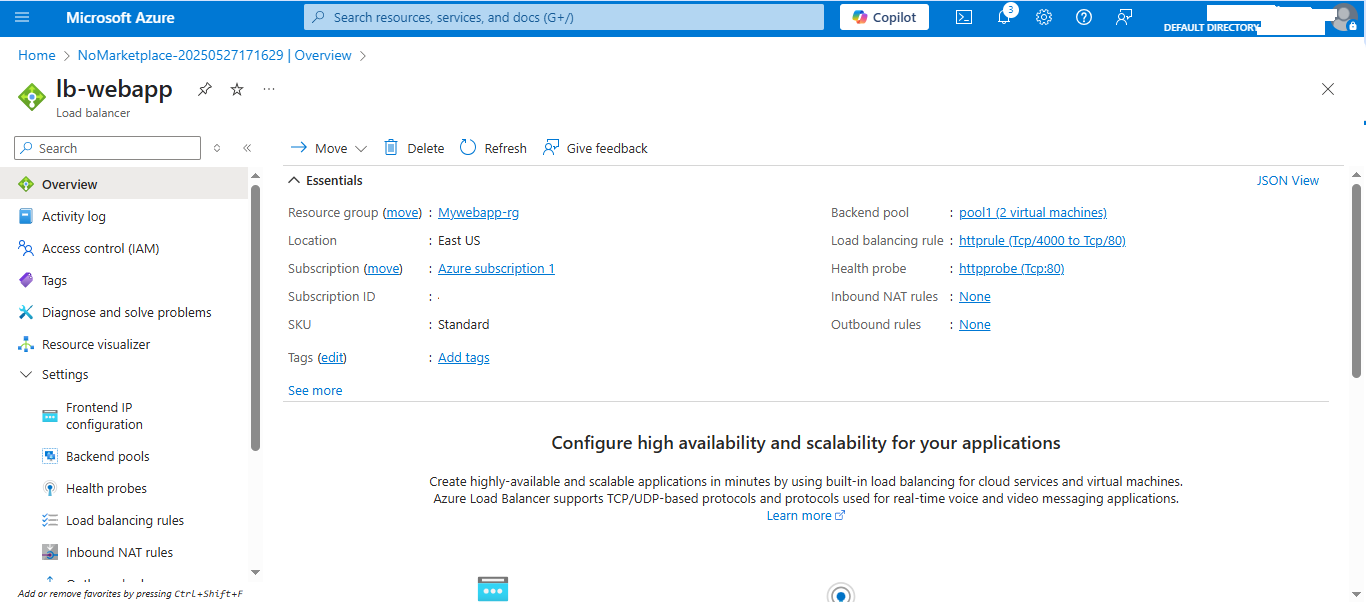 Microsoft Azure
Search resources, services, and docs (G+/)
Copilot
3
DEFAULT DIRECTORY
Home > NoMarketplace-20250527171629 | Overview >
lb-webapp
...
Load balancer
Search
Move
Delete
Refresh
Give feedback
Overview
Activity log
Access control (IAM)
Tags
Diagnose and solve problems
Resource visualizer
Settings
Frontend IP
configuration
Backend pools
Health probes
Load balancing rules
Inbound NAT rules
Add or remove favorites by pressing Ctrl+Shift+F
Essentials
JSON View
Resource group (move) : Mywebapp-rg
Location : East US
Subscription (move) : Azure subscription 1
Subscription ID :
SKU : Standard
Tags (edit) : Add tags
See more
Backend pool : pool1 (2 virtual machines)
Load balancing rule : httprule (Tcp/4000 to Tcp/80)
Health probe : httpprobe (Tcp:80)
Inbound NAT rules : None
Outbound rules : None
Configure high availability and scalability for your applications
Create highly-available and scalable applications in minutes by using built-in load balancing for cloud services and virtual machines.
Azure Load Balancer supports TCP/UDP-based protocols and protocols used for real-time voice and video messaging applications.
Learn more